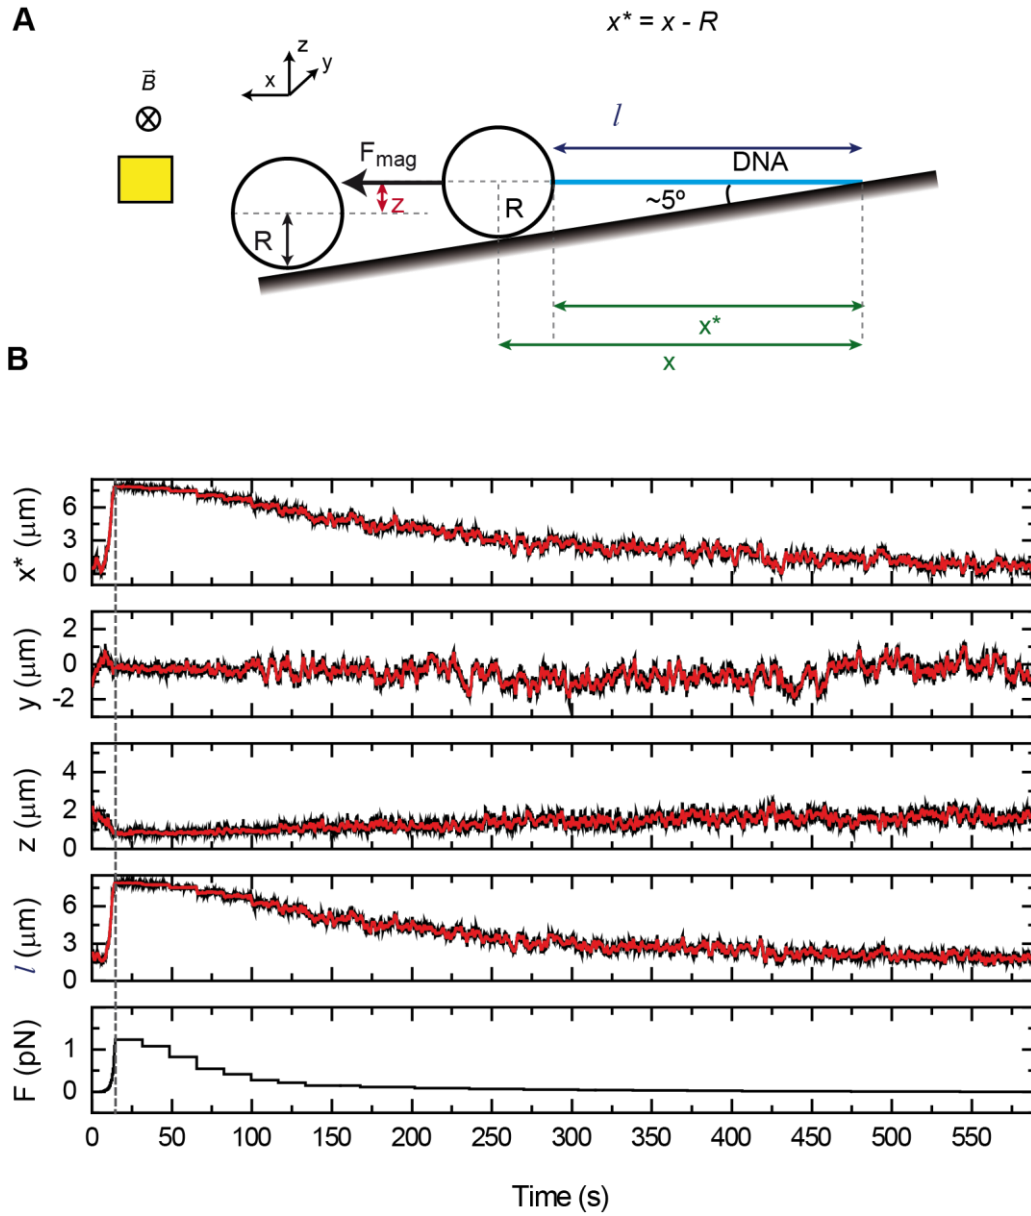 A
x* = x - R
z
y
x
B
l
F_mag
DNA
z
R
~5º
R
x*
x
B
x* (μm)
6
3
0
y (μm)
2
0
-2
z (μm)
4
2
0
l (μm)
6
3
0
F (pN)
1
0
0 50 100 150 200 250 300 350 400 450 500 550
Time (s)